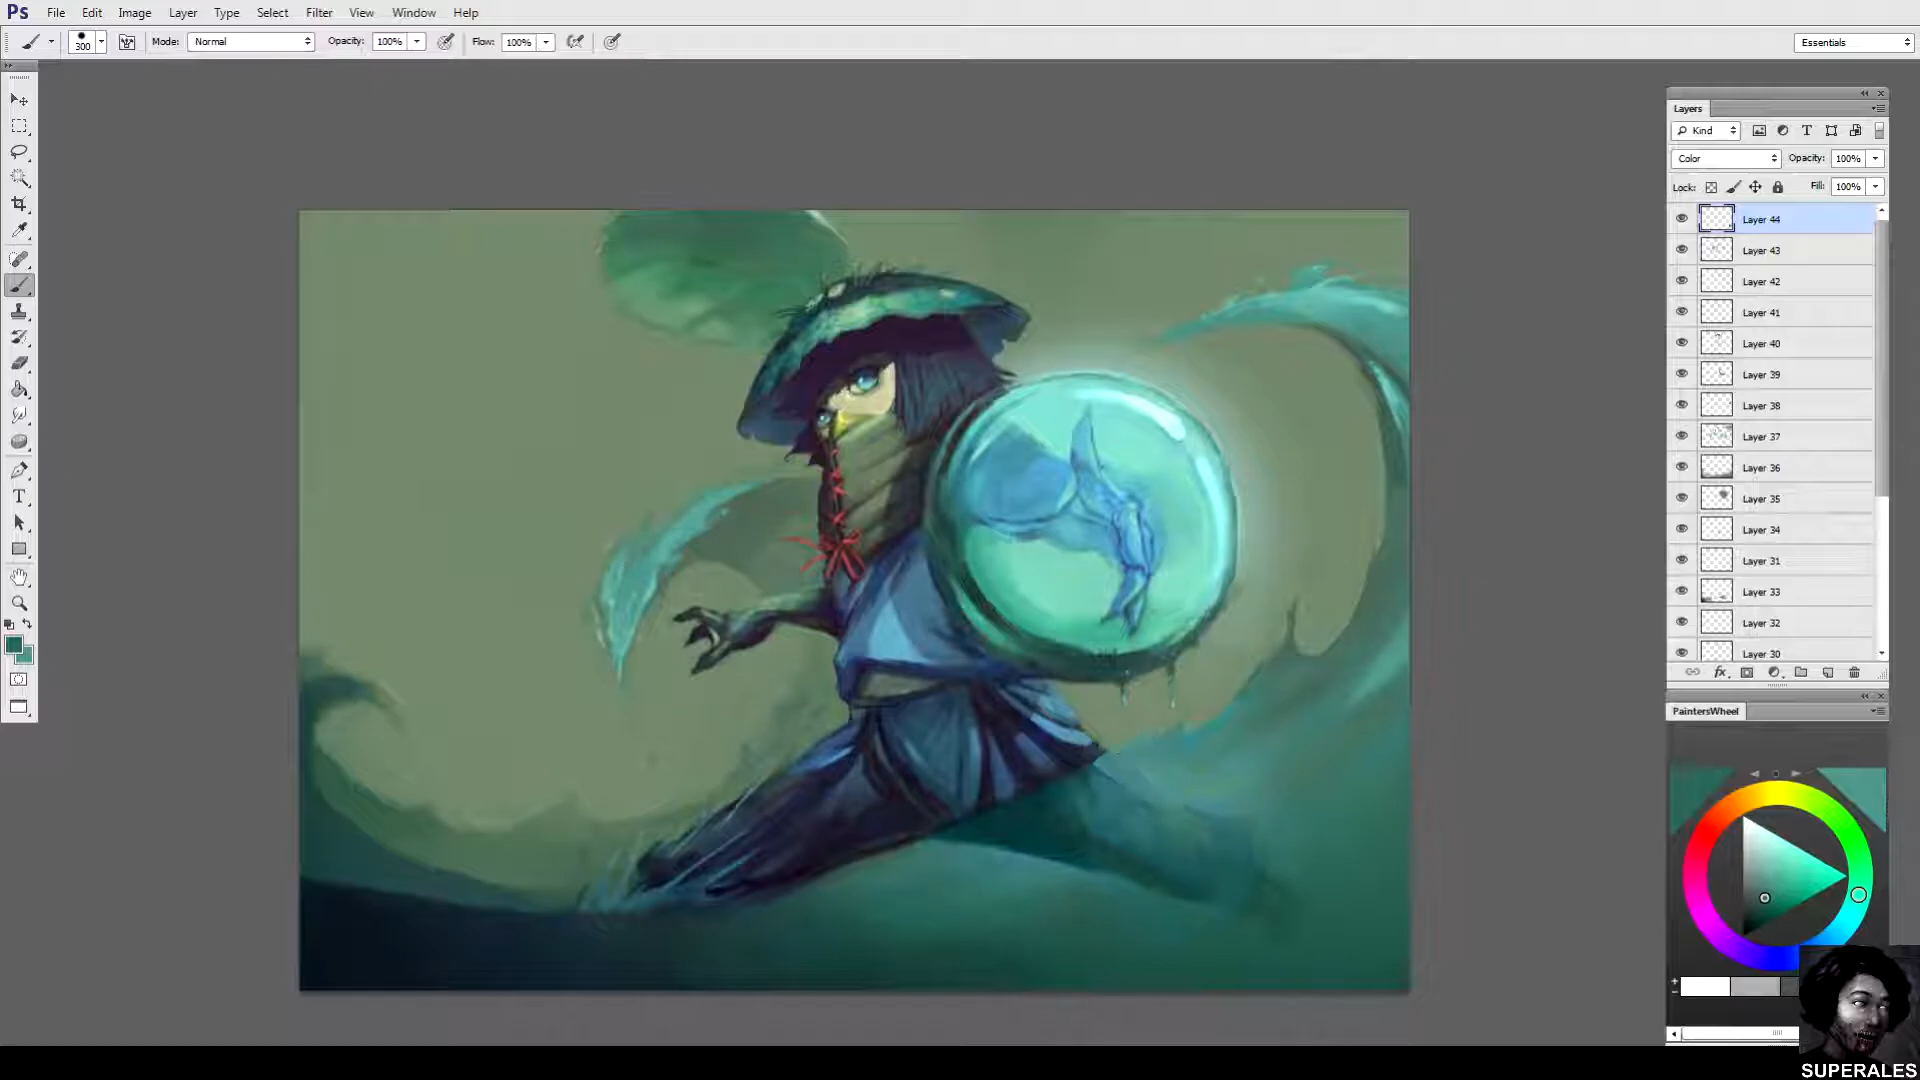 Ps File Edit Image Layer Type Select Filter View Window Help
300 Mode: Normal Opacity: 100% Flow: 100% Essentials
Layers
Kind
Color Opacity: 100%
Lock: Fill: 100%
Layer 44
Layer 43
Layer 42
Layer 41
Layer 40
Layer 39
Layer 38
Layer 37
Layer 36
Layer 35
Layer 34
Layer 31
Layer 33
Layer 32
Layer 30
fx
PaintersWheel
SUPERALES